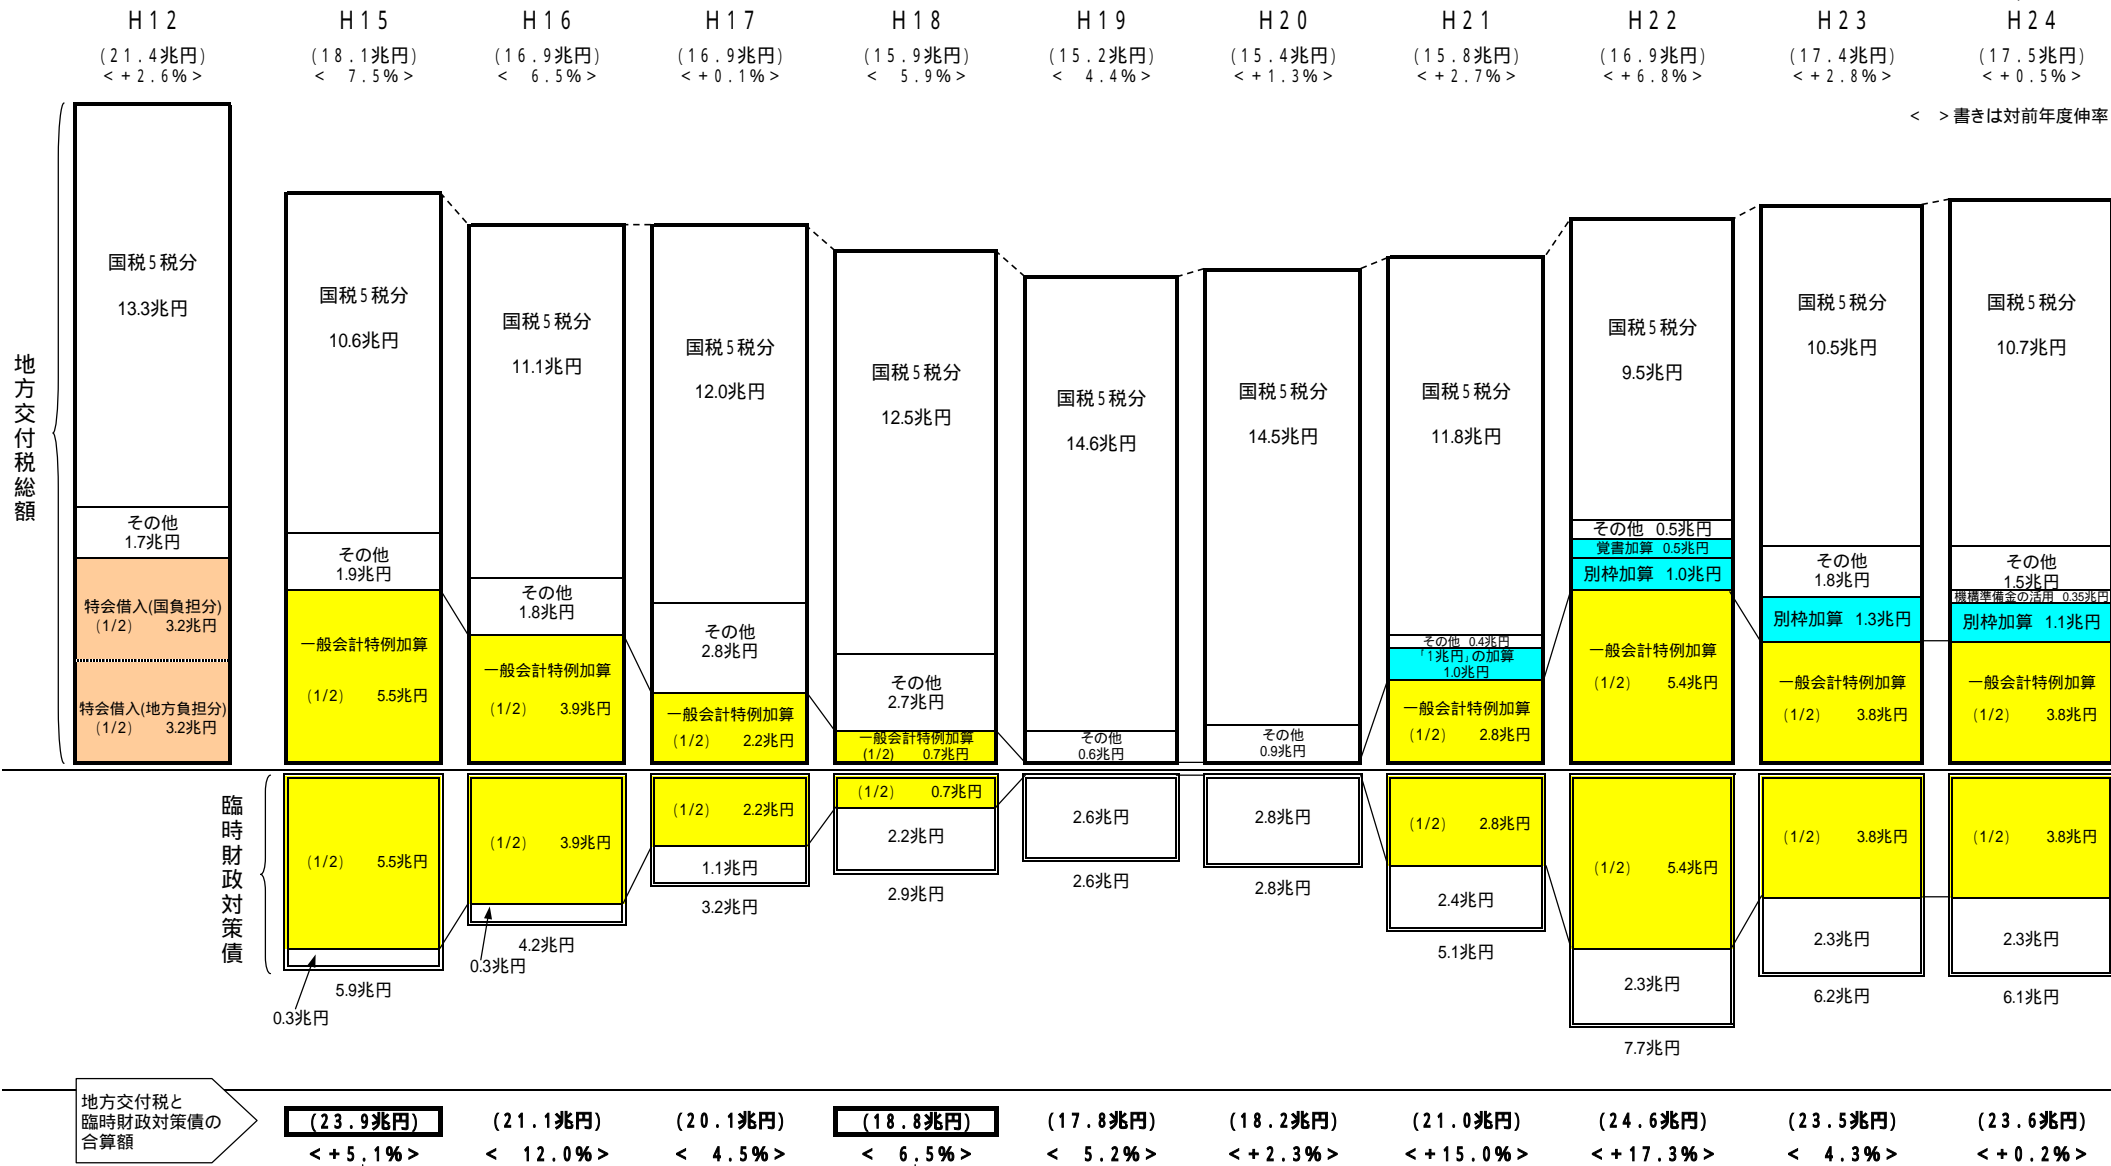 H12 H15 H16 H17 H18 H19 H20 H21 H22 H23 H24
(21.4兆円) (18.1兆円) (16.9兆円) (16.9兆円) (15.9兆円) (15.2兆円) (15.4兆円) (15.8兆円) (16.9兆円) (17.4兆円) (17.5兆円)
<+2.6%> < 7.5%> < 6.5%> <+0.1%> < 5.9%> < 4.4%> <+1.3%> <+2.7%> <+6.8%> <+2.8%> <+0.5%>
< >書きは対前年度伸率
地方交付税総額
国税5税分
13.3兆円
その他
1.7兆円
特会借入(国負担分)
(1/2) 3.2兆円
特会借入(地方負担分)
(1/2) 3.2兆円
国税5税分
10.6兆円
その他
1.9兆円
一般会計特例加算
(1/2) 5.5兆円
国税5税分
11.1兆円
その他
1.8兆円
一般会計特例加算
(1/2) 3.9兆円
国税5税分
12.0兆円
その他
2.8兆円
一般会計特例加算
(1/2) 2.2兆円
国税5税分
12.5兆円
その他
2.7兆円
一般会計特例加算
(1/2) 0.7兆円
国税5税分
14.6兆円
その他
0.6兆円
国税5税分
14.5兆円
その他
0.9兆円
国税5税分
11.8兆円
その他 0.4兆円
「1兆円」の加算
1.0兆円
一般会計特例加算
(1/2) 2.8兆円
国税5税分
9.5兆円
その他 0.5兆円
覚書加算 0.5兆円
別枠加算 1.0兆円
一般会計特例加算
(1/2) 5.4兆円
国税5税分
10.5兆円
その他
1.8兆円
別枠加算 1.3兆円
一般会計特例加算
(1/2) 3.8兆円
国税5税分
10.7兆円
その他
1.5兆円
機構準備金の活用 0.35兆円
別枠加算 1.1兆円
一般会計特例加算
(1/2) 3.8兆円
臨時財政対策債
(1/2) 5.5兆円
0.3兆円
5.9兆円
(1/2) 3.9兆円
0.3兆円
4.2兆円
(1/2) 2.2兆円
1.1兆円
3.2兆円
(1/2) 0.7兆円
2.2兆円
2.9兆円
2.6兆円
2.6兆円
2.8兆円
2.8兆円
(1/2) 2.8兆円
2.4兆円
5.1兆円
(1/2) 5.4兆円
2.3兆円
7.7兆円
(1/2) 3.8兆円
2.3兆円
6.2兆円
(1/2) 3.8兆円
2.3兆円
6.1兆円
地方交付税と
臨時財政対策債の
合算額
(23.9兆円) (21.1兆円) (20.1兆円) (18.8兆円) (17.8兆円) (18.2兆円) (21.0兆円) (24.6兆円) (23.5兆円) (23.6兆円)
<+5.1%> < 12.0%> < 4.5%> < 6.5%> < 5.2%> <+2.3%> <+15.0%> <+17.3%> < 4.3%> <+0.2%>